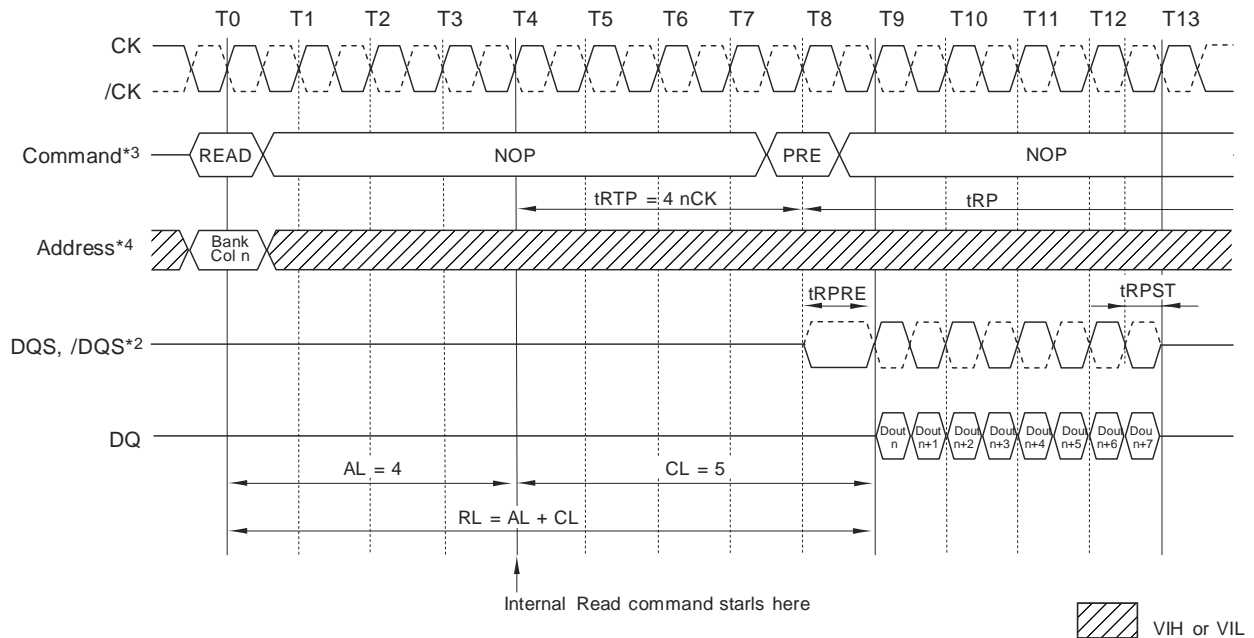 T0 T1 T2 T3 T4 T5 T6 T7 T8 T9 T10 T11 T12 T13
CK
/CK
Command*3 READ NOP PRE NOP
tRTP = 4 nCK tRP
Address*4 Bank
Col n
tRPRE tRPST
DQS, /DQS*2
DQ
Dout Dout Dout Dout Dout Dout Dout Dou
n n+1 n+2 n+3 n+4 n+5 n+6 n+7
AL = 4 CL = 5
RL = AL + CL
Internal Read command starls here
VIH or VIL